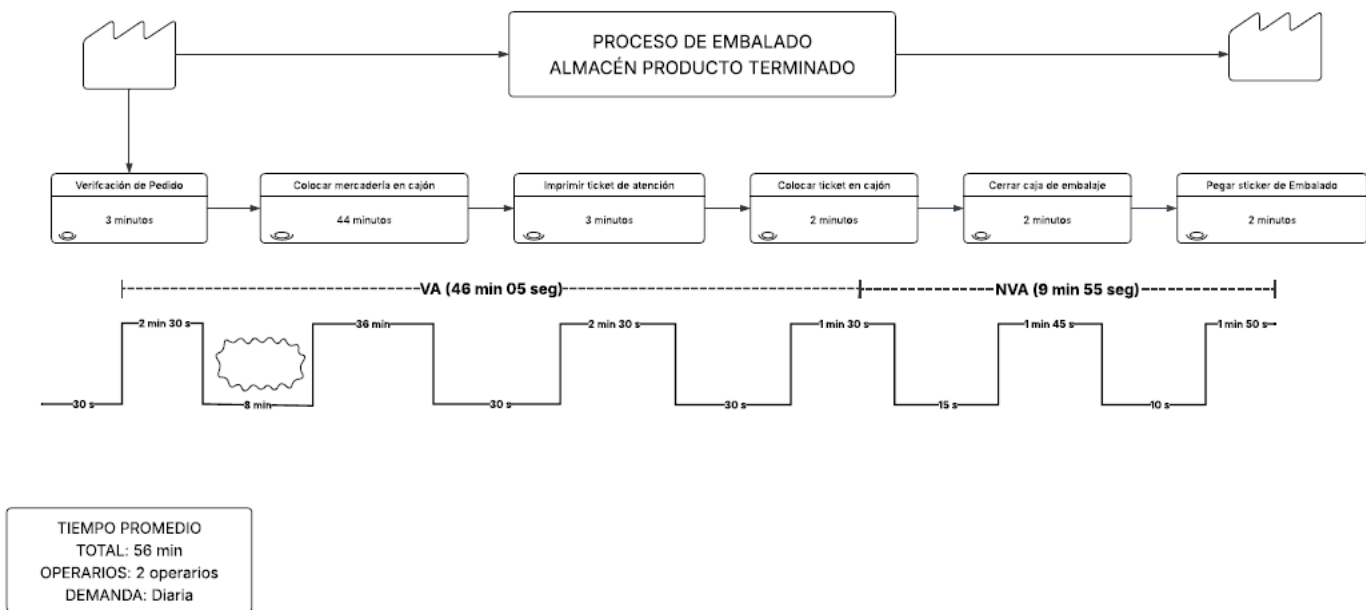 PROCESO DE EMBALADO
ALMACÉN PRODUCTO TERMINADO
Verifcación de Pedido
3 minutos
Colocar mercadería en cajón
44 minutos
Imprimir ticket de atención
3 minutos
Colocar ticket en cajón
2 minutos
Cerrar caja de embalaje
2 minutos
Pegar sticker de Embalado
2 minutos
VA (46 min 05 seg)
NVA (9 min 55 seg)
2 min 30 s
36 min
2 min 30 s
1 min 30 s
1 min 45 s
1 min 50 s
30 s
8 min
30 s
30 s
15 s
10 s
TIEMPO PROMEDIO
TOTAL: 56 min
OPERARIOS: 2 operarios
DEMANDA: Diaria